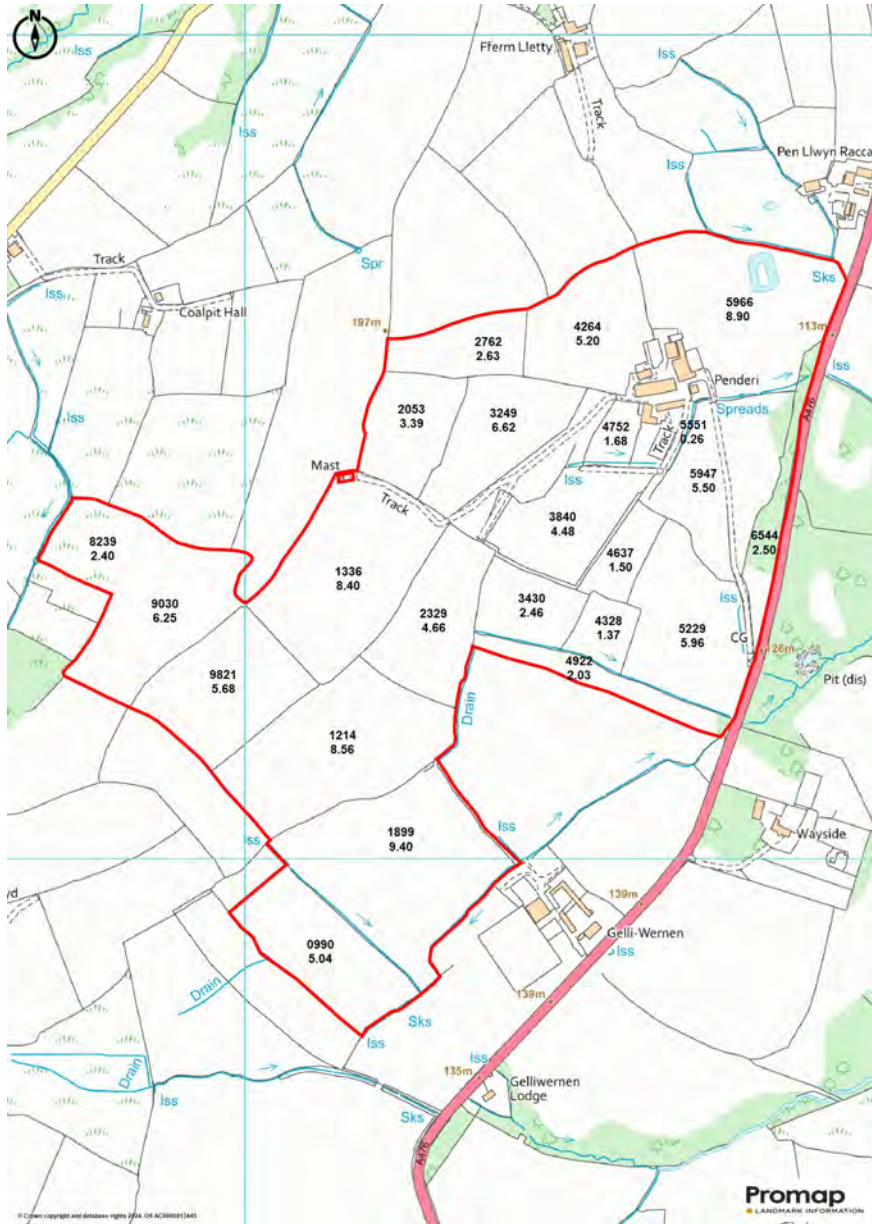 Iss
Fferm Lletty
Iss
Track
Iss
Pen Llwyn Racca
Iss
Track
Spr
Iss
Sks
Coalpit Hall
197m
5966
8.90
4264
5.20
2762
2.63
113m
Iss
Penderi
Spreads
A476
2053
3.39
3249
6.62
4752
1.68
5551
0.26
Track
Iss
Iss
Mast
Track
5947
5.50
3840
4.48
6544
2.50
8239
2.40
9030
6.25
1336
8.40
4637
1.50
Iss
2329
4.66
3430
2.46
4328
1.37
5229
5.96
CG
26m
4922
2.03
Pit (dis)
9821
5.68
Drain
1214
8.56
Iss
1899
9.40
Iss
Wayside
yd
139m
Gelli-Wernen
Iss
0990
5.04
Drain
139m
Sks
Iss
Iss
135m
Drain
Iss
Gelliwernen
Lodge
Sks
A476
Promap
LANDMARK INFORMATION